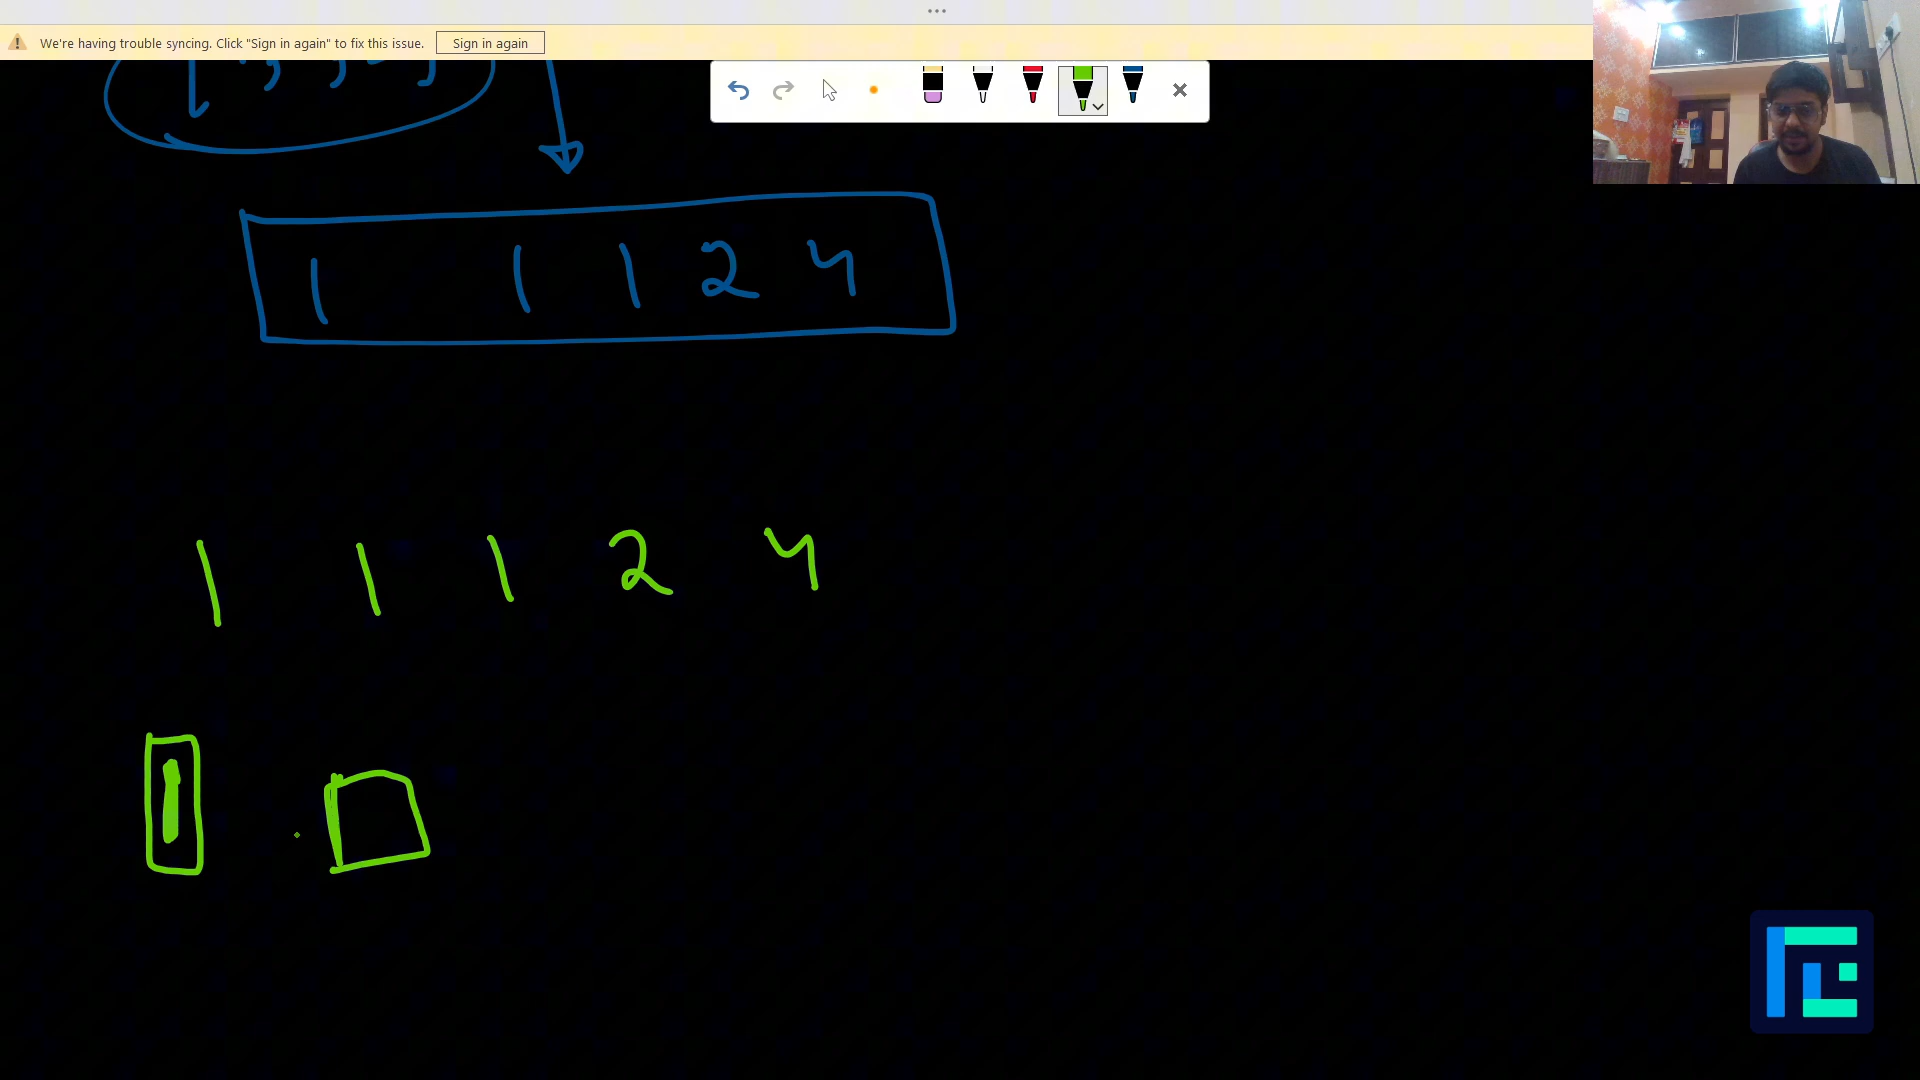 We're having trouble syncing. Click "Sign in again" to fix this issue. Sign in again
1 1 1 2 4
1 1 1 2 4
1